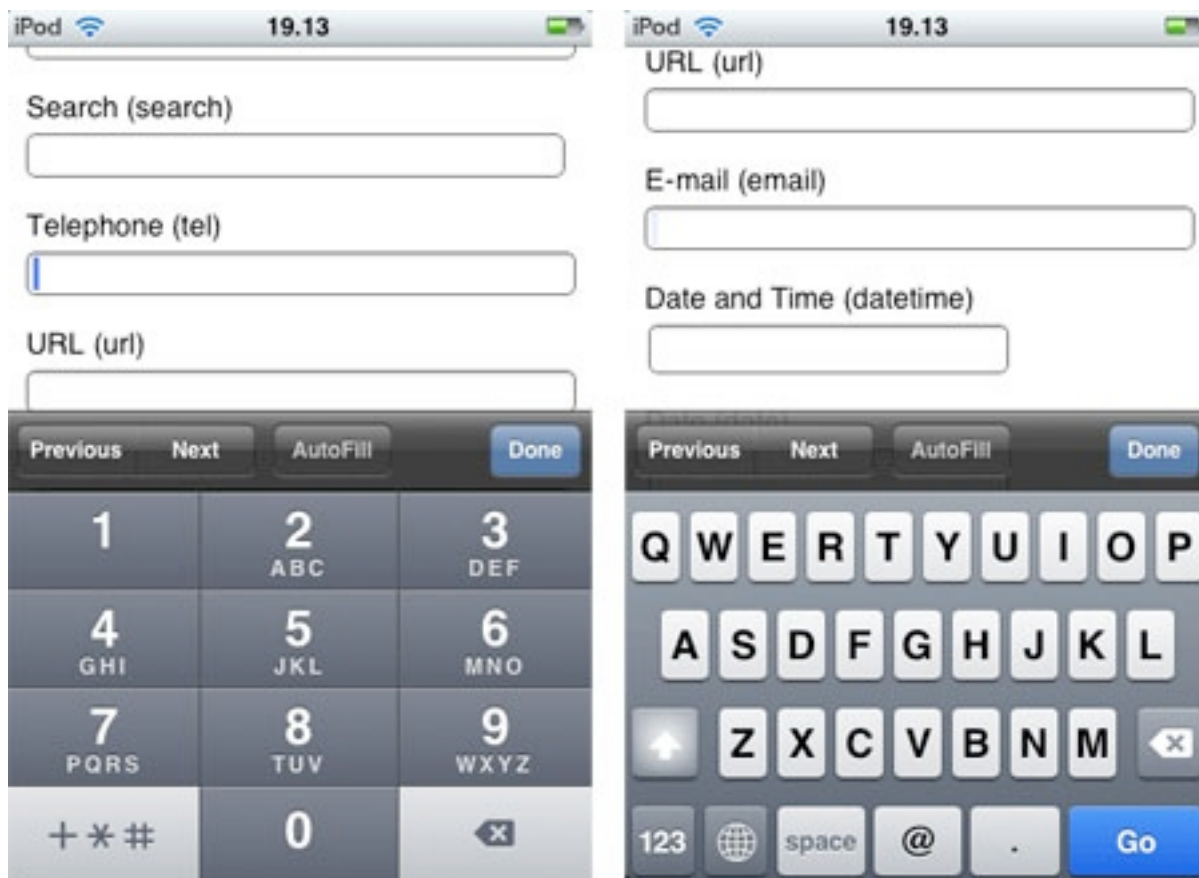 iPod 19.13
Search (search)
Telephone (tel)
URL (url)
Previous Next AutoFill Done
1 2 3
ABC DEF
4 5 6
GHI JKL MNO
7 8 9
PQRS TUV WXYZ
+*# 0
iPod 19.13
URL (url)
E-mail (email)
Date and Time (datetime)
Date (date)
Previous Next AutoFill Done
Q W E R T Y U I O P
A S D F G H J K L
Z X C V B N M
123 space @ . Go